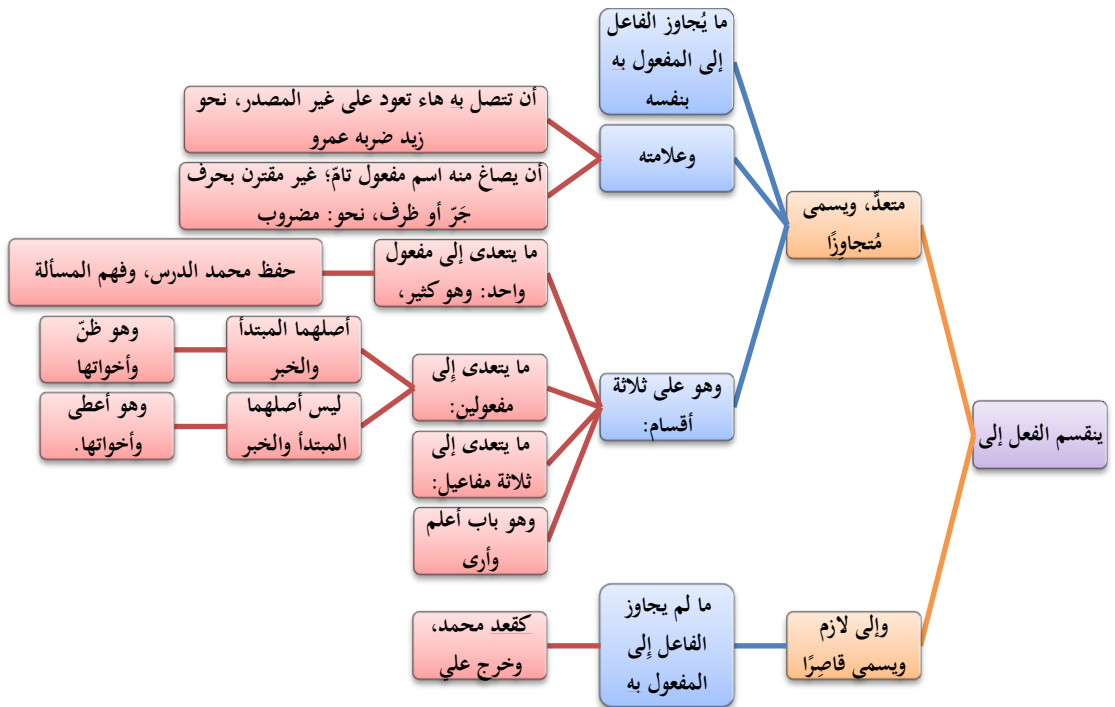 ينقسم الفعل إلى
متعدٍّ، ويسمى
مُتجاوِزًا
ما يُجاوز الفاعل
إلى المفعول به
بنفسه
وعلامته
أن تتصل به هاء تعود على غير المصدر، نحو
زيد ضربه عمرو
أن يصاغ منه اسم مفعول تامّ؛ غير مقترن بحرف
جَرّ أو ظرف، نحو: مضروب
وهو على ثلاثة
أقسام:
ما يتعدى إلى مفعول
واحد: وهو كثير،
حفظ محمد الدرس، وفهم المسألة
ما يتعدى إِلى
مفعولين:
أصلهما المبتدأ
والخبر
وهو ظنّ
وأخواتها
ليس أصلهما
المبتدأ والخبر
وهو أعطى
وأخواتها.
ما يتعدى إلى
ثلاثة مفاعيل:
وهو باب أعلم
وأرى
وإلى لازم
ويسمى قاصِرًا
ما لم يجاوز
الفاعل إِلى
المفعول به
كقعد محمد،
وخرج علي